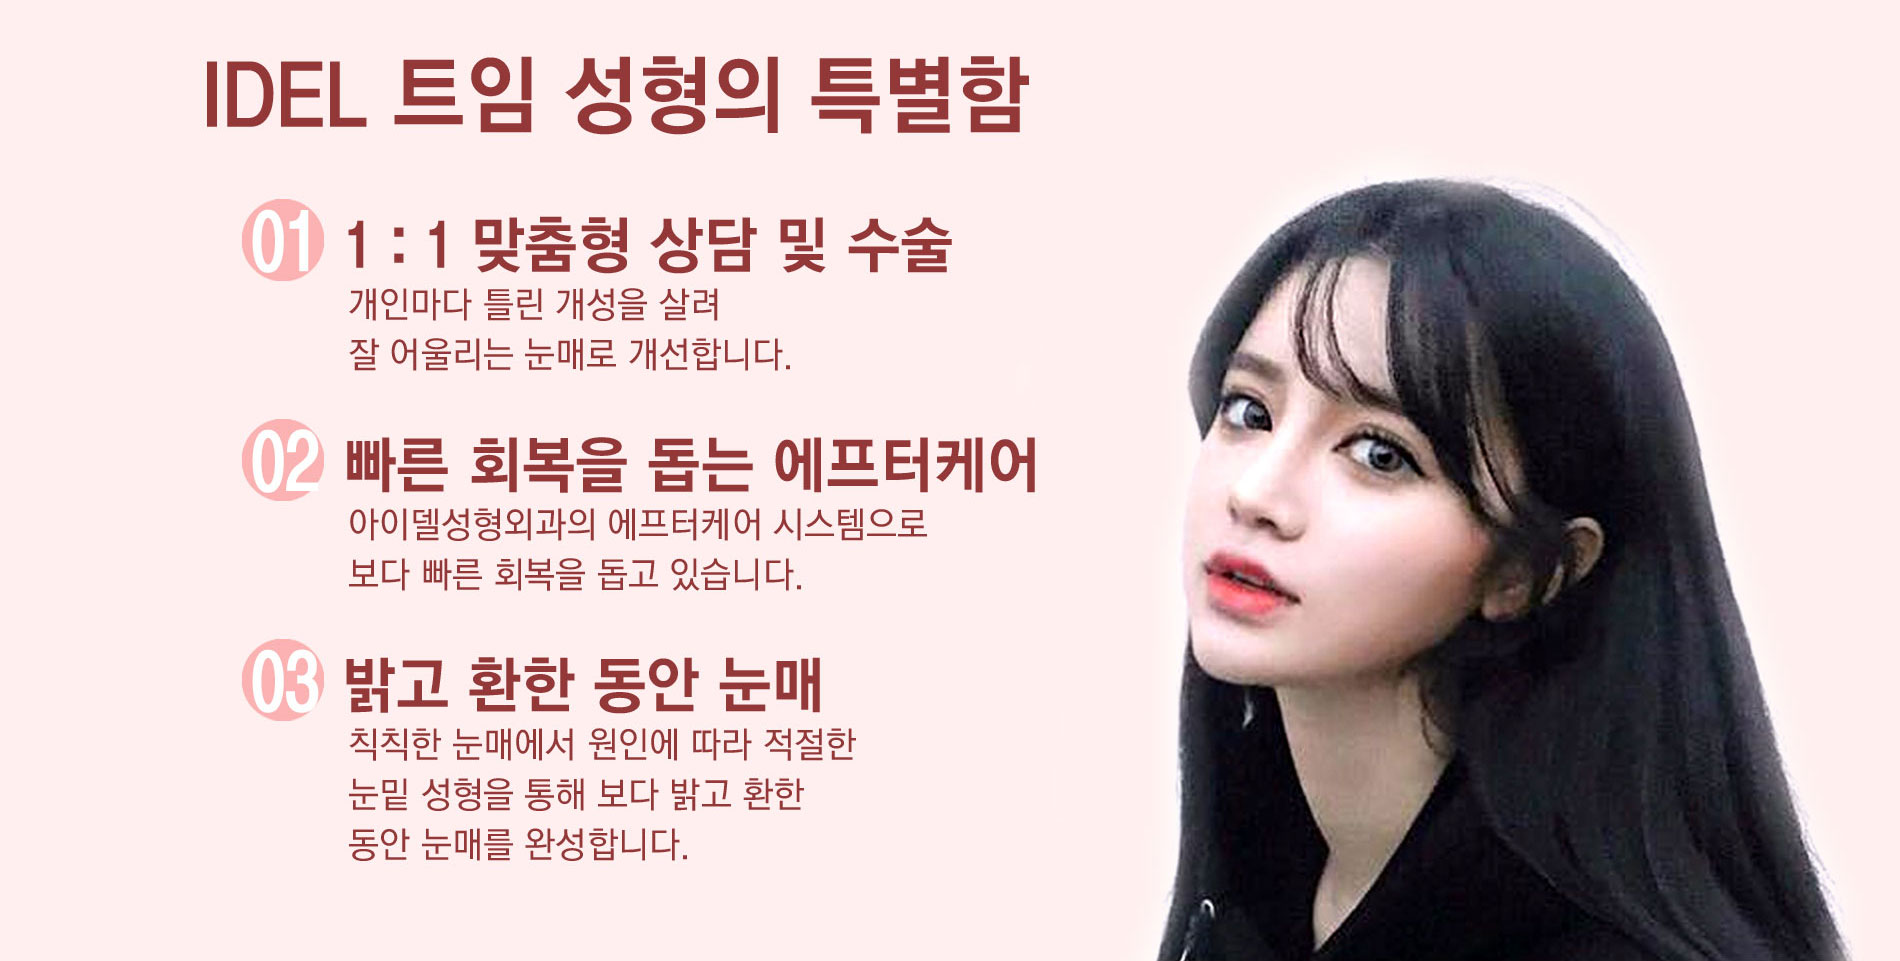 IDEL 트임 성형의 특별함
01 1 : 1 맞춤형 상담 및 수술
개인마다 틀린 개성을 살려
잘 어울리는 눈매로 개선합니다.
02 빠른 회복을 돕는 에프터케어
아이델성형외과의 에프터케어 시스템으로
보다 빠른 회복을 돕고 있습니다.
03 밝고 환한 동안 눈매
칙칙한 눈매에서 원인에 따라 적절한
눈밑 성형을 통해 보다 밝고 환한
동안 눈매를 완성합니다.